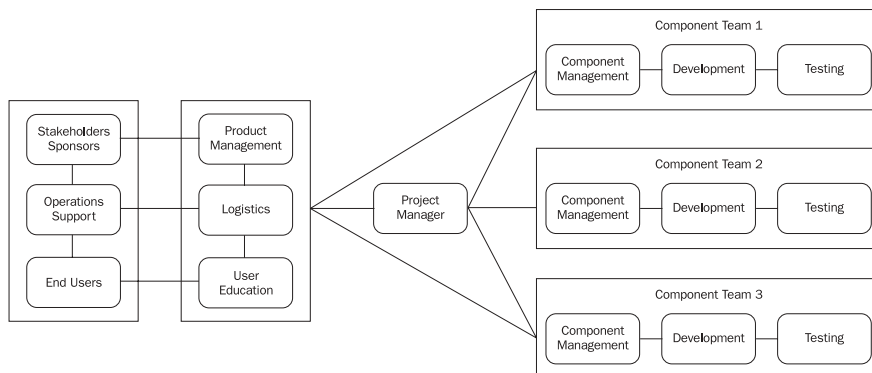 Stakeholders
Sponsors
Operations
Support
End Users
Product
Management
Logistics
User
Education
Project
Manager
Component Team 1
Component
Management
Development
Testing
Component Team 2
Component
Management
Development
Testing
Component Team 3
Component
Management
Development
Testing